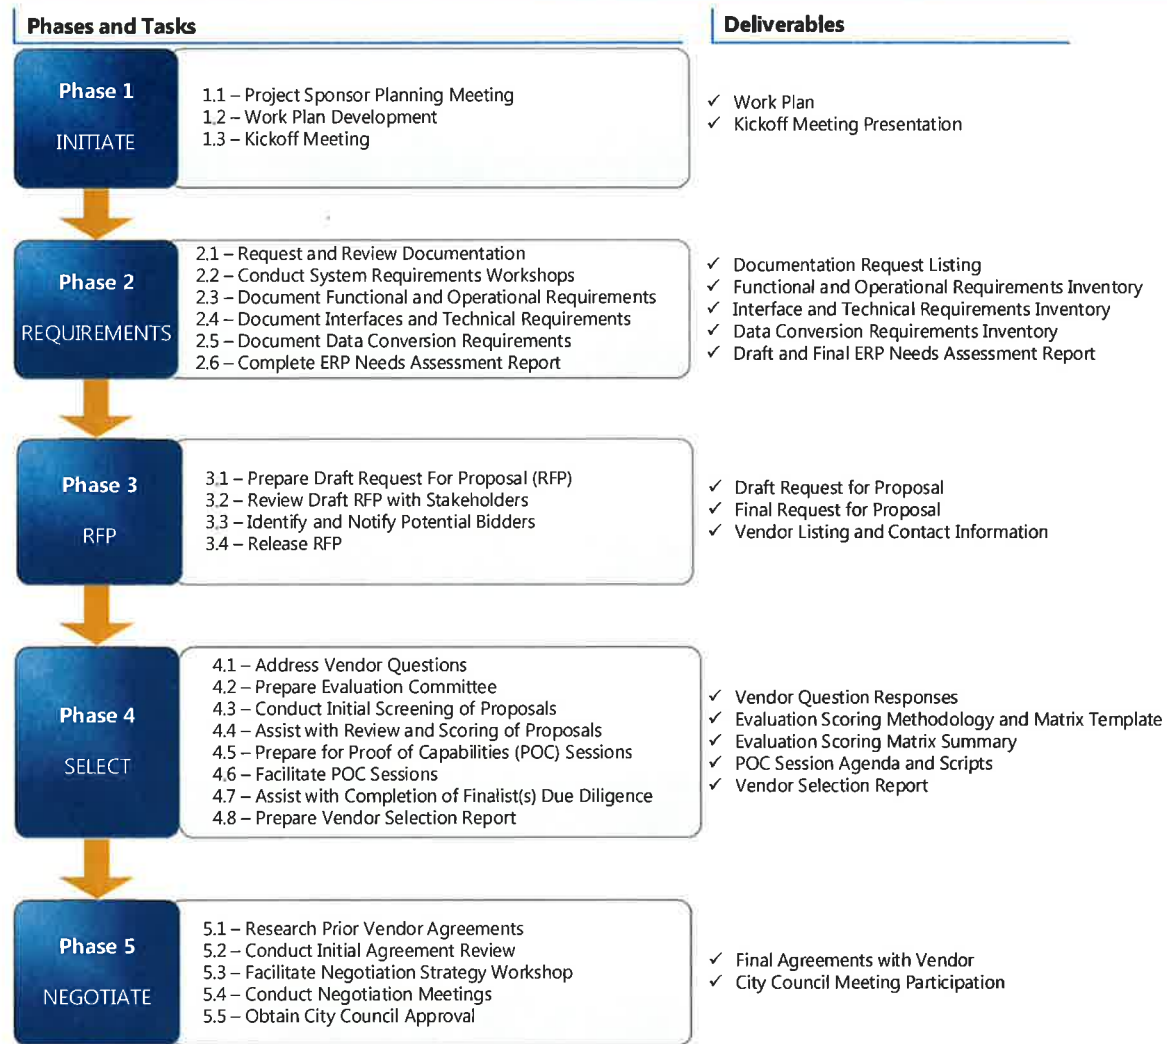 Phases and Tasks
Deliverables
Phase 1
INITIATE
1.1 – Project Sponsor Planning Meeting
1.2 – Work Plan Development
1.3 – Kickoff Meeting
✓ Work Plan
✓ Kickoff Meeting Presentation
Phase 2
REQUIREMENTS
2.1 – Request and Review Documentation
2.2 – Conduct System Requirements Workshops
2.3 – Document Functional and Operational Requirements
2.4 – Document Interfaces and Technical Requirements
2.5 – Document Data Conversion Requirements
2.6 – Complete ERP Needs Assessment Report
✓ Documentation Request Listing
✓ Functional and Operational Requirements Inventory
✓ Interface and Technical Requirements Inventory
✓ Data Conversion Requirements Inventory
✓ Draft and Final ERP Needs Assessment Report
Phase 3
RFP
3.1 – Prepare Draft Request For Proposal (RFP)
3.2 – Review Draft RFP with Stakeholders
3.3 – Identify and Notify Potential Bidders
3.4 – Release RFP
✓ Draft Request for Proposal
✓ Final Request for Proposal
✓ Vendor Listing and Contact Information
Phase 4
SELECT
4.1 – Address Vendor Questions
4.2 – Prepare Evaluation Committee
4.3 – Conduct Initial Screening of Proposals
4.4 – Assist with Review and Scoring of Proposals
4.5 – Prepare for Proof of Capabilities (POC) Sessions
4.6 – Facilitate POC Sessions
4.7 – Assist with Completion of Finalist(s) Due Diligence
4.8 – Prepare Vendor Selection Report
✓ Vendor Question Responses
✓ Evaluation Scoring Methodology and Matrix Template
✓ Evaluation Scoring Matrix Summary
✓ POC Session Agenda and Scripts
✓ Vendor Selection Report
Phase 5
NEGOTIATE
5.1 – Research Prior Vendor Agreements
5.2 – Conduct Initial Agreement Review
5.3 – Facilitate Negotiation Strategy Workshop
5.4 – Conduct Negotiation Meetings
5.5 – Obtain City Council Approval
✓ Final Agreements with Vendor
✓ City Council Meeting Participation